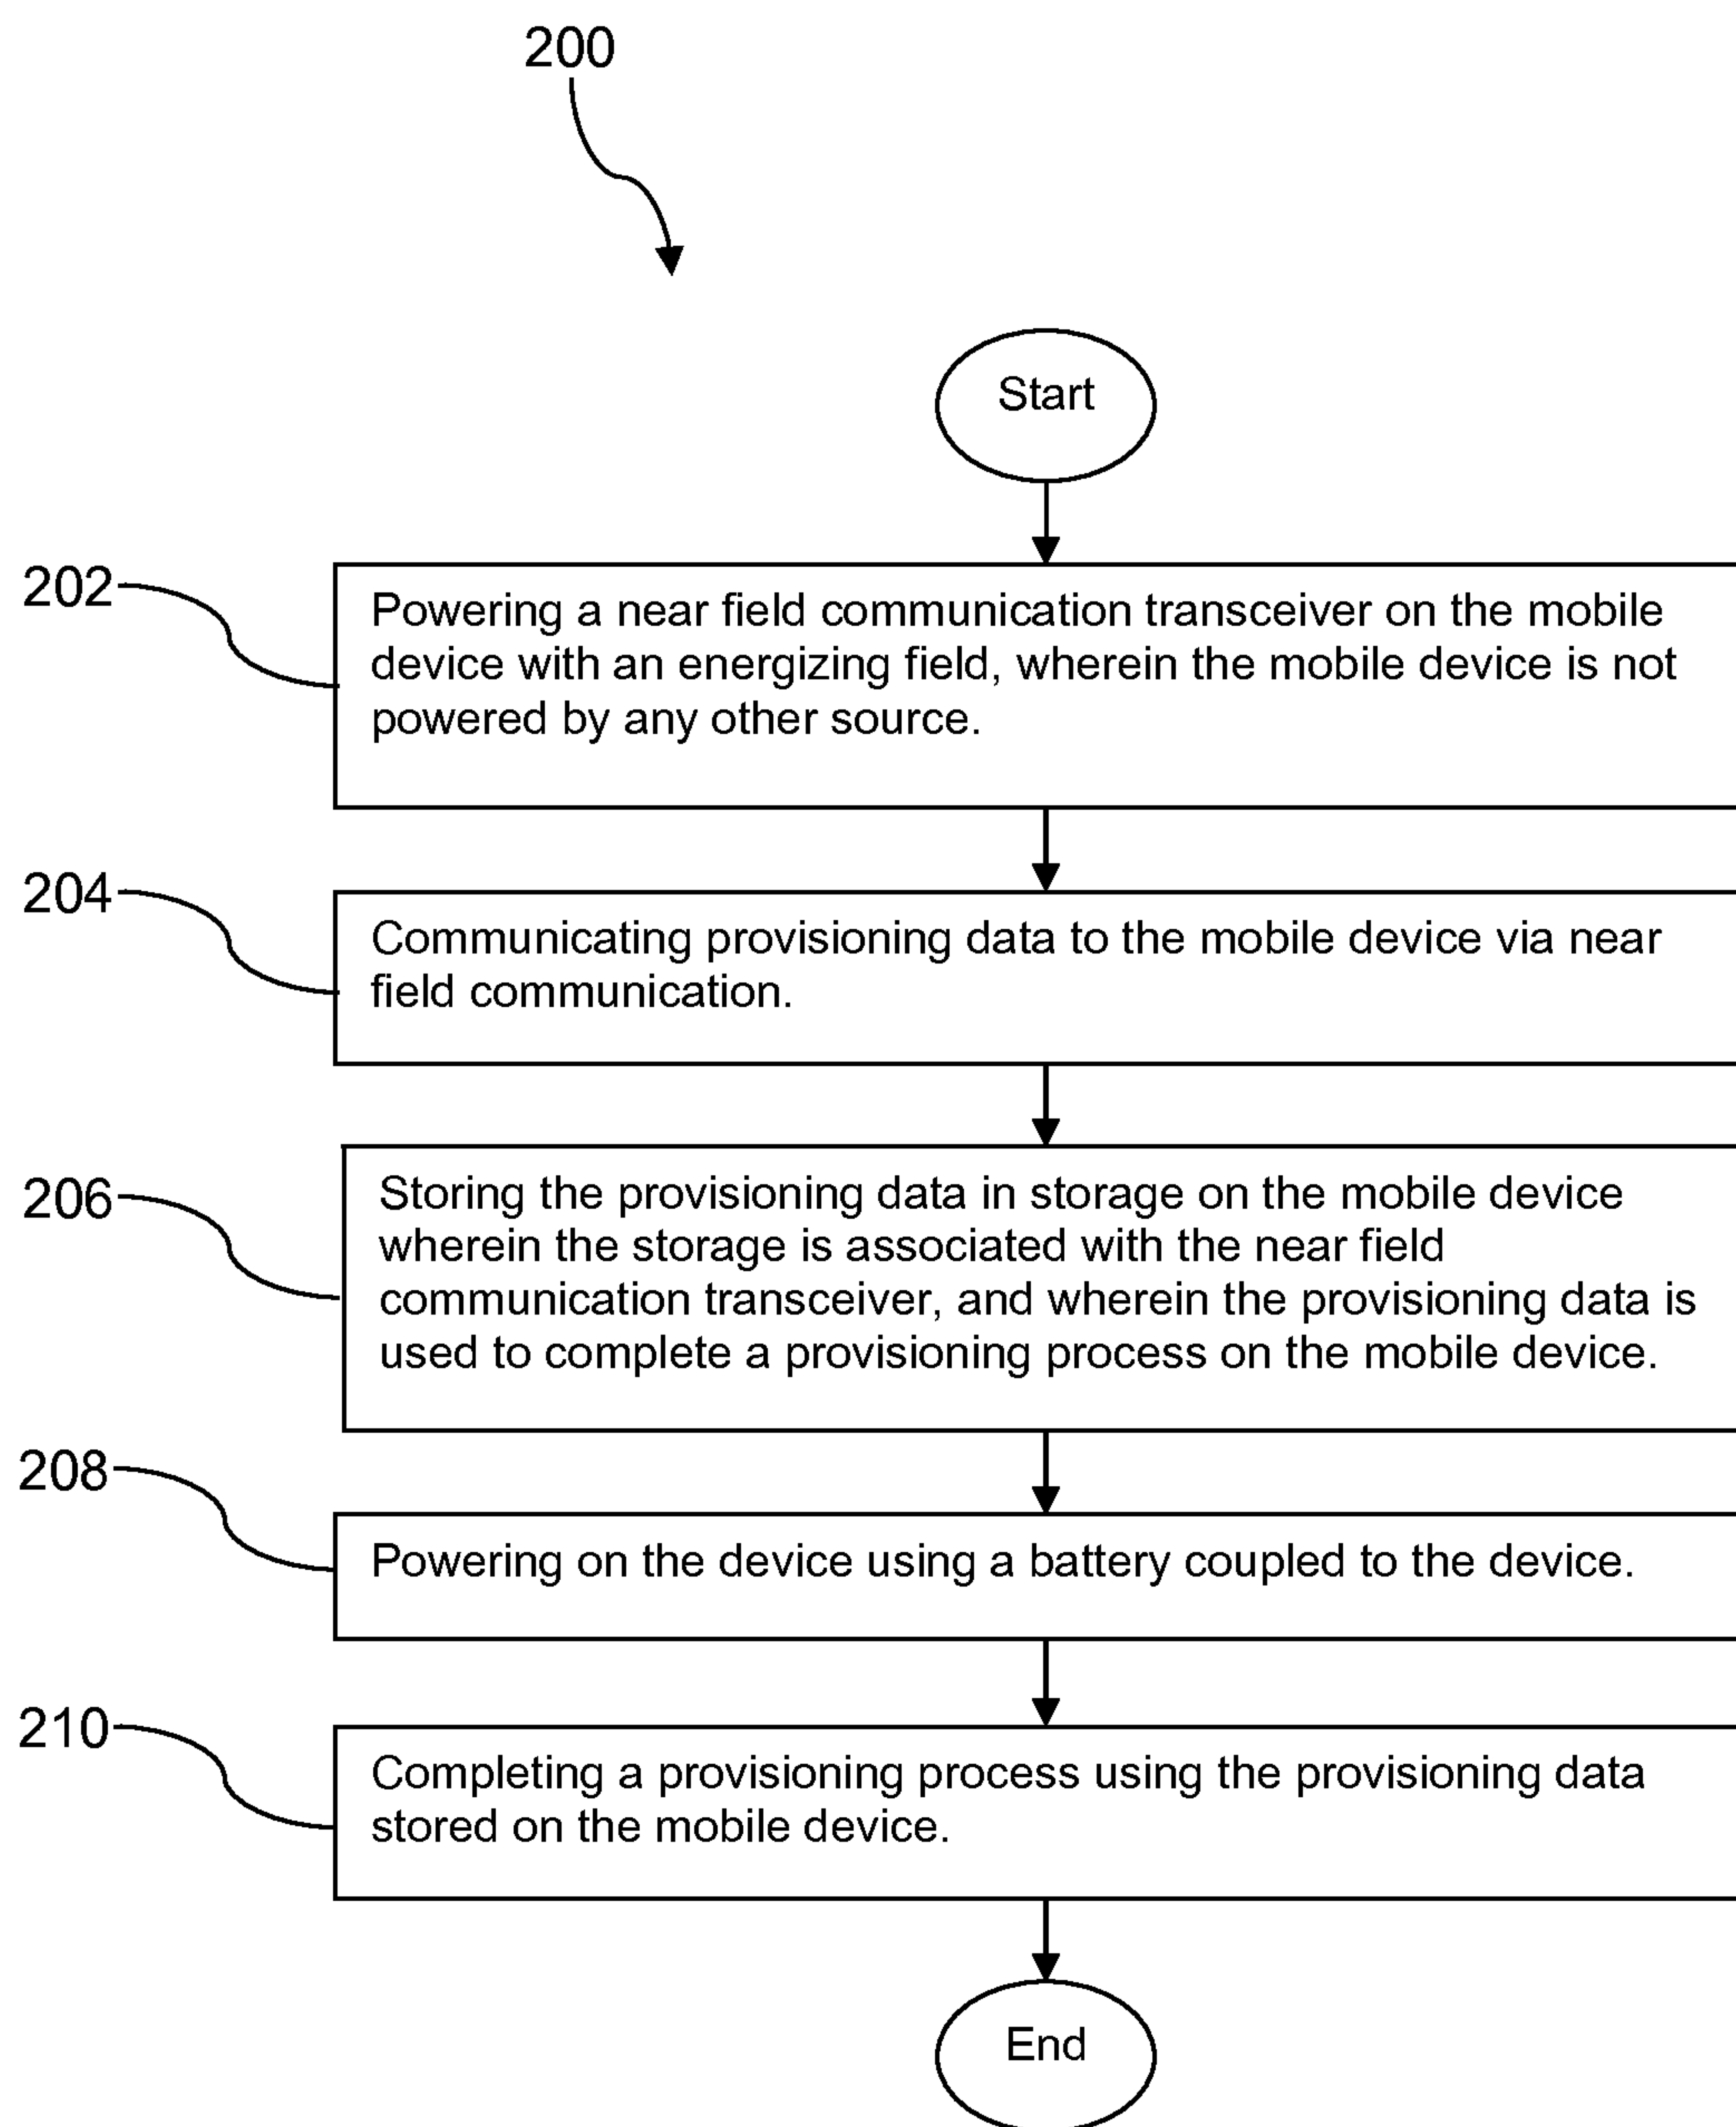 200
Start
202
Powering a near field communication transceiver on the mobile
device with an energizing field, wherein the mobile device is not
powered by any other source.
204
Communicating provisioning data to the mobile device via near
field communication.
206
Storing the provisioning data in storage on the mobile device
wherein the storage is associated with the near field
communication transceiver, and wherein the provisioning data is
used to complete a provisioning process on the mobile device.
208
Powering on the device using a battery coupled to the device.
210
Completing a provisioning process using the provisioning data
stored on the mobile device.
End